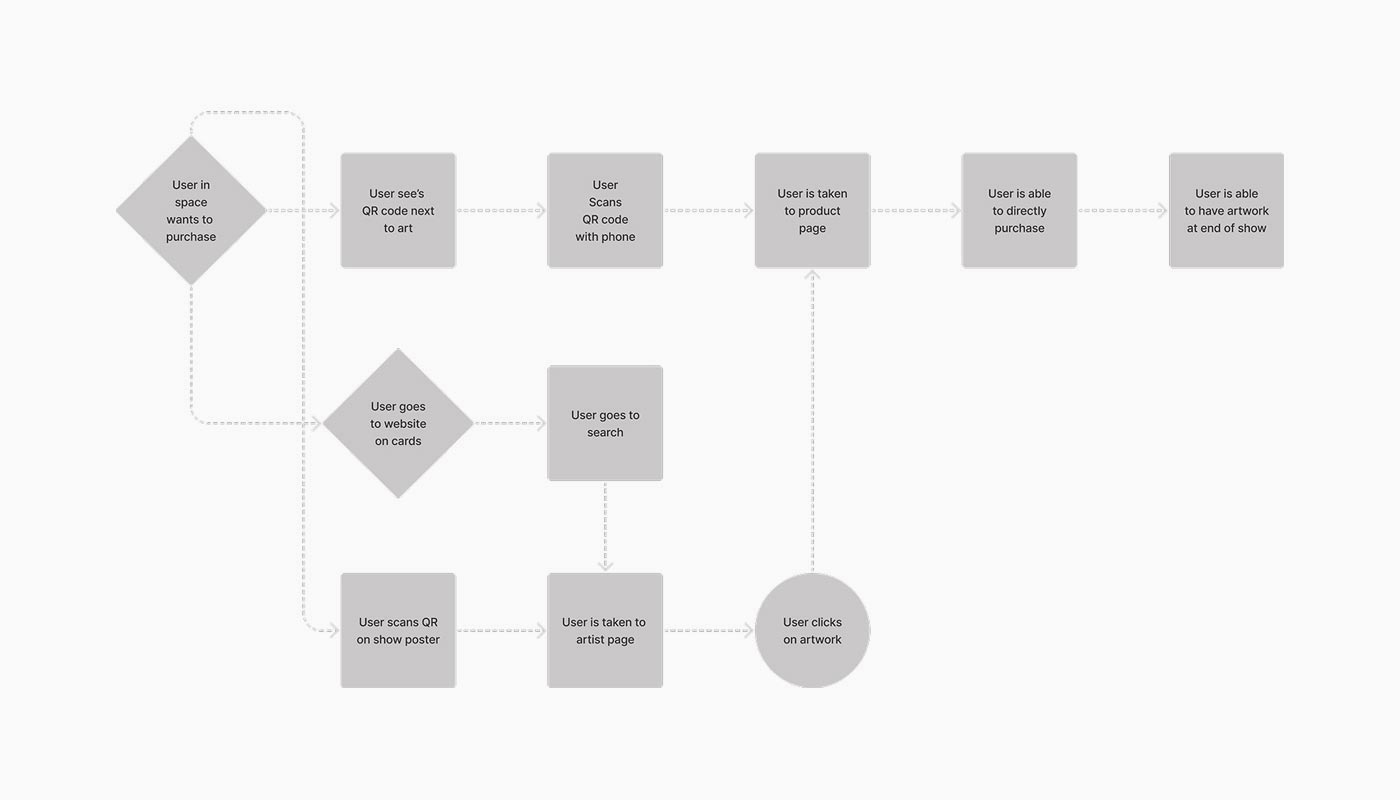 User in
space
wants to
purchase
User see’s
QR code next
to art
User
Scans
QR code
with phone
User is taken
to product
page
User is able
to directly
purchase
User is able
to have artwork
at end of show
User goes
to website
on cards
User goes to
search
User scans QR
on show poster
User is taken to
artist page
User clicks
on artwork